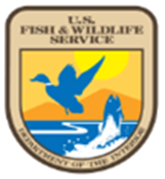 U.S.
FISH & WILDLIFE
SERVICE
DEPARTMENT OF THE INTERIOR